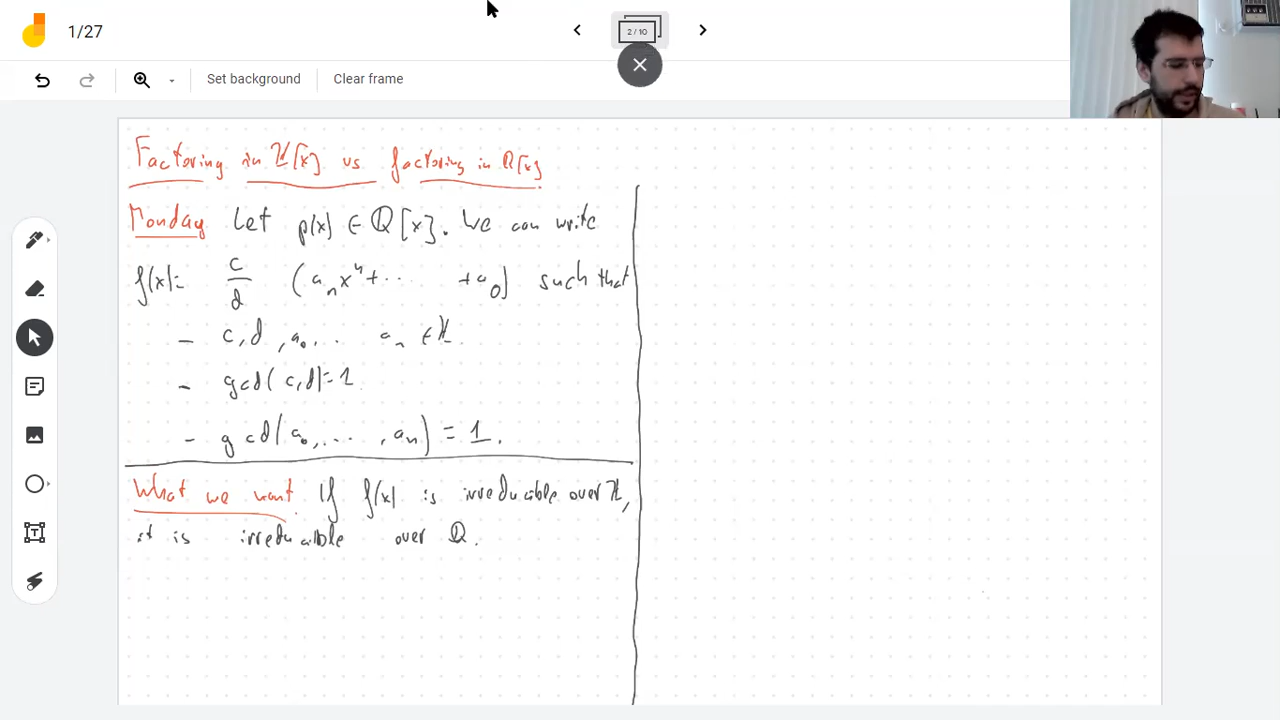 1/27
2/10
Set background
Clear frame
Factoring in ℤ[x] vs factoring in ℚ[x]
Monday Let p(x) ∈ ℚ[x]. We can write
f(x)= c/d (aₙxⁿ+ ... +a₀) such that
- c,d, a₀, ... aₙ ∈ ℤ.
- gcd(c,d)=1
- gcd(a₀, ..., aₙ) = 1.
What we want. If f(x) is irreducible over ℤ,
it is irreducible over ℚ.